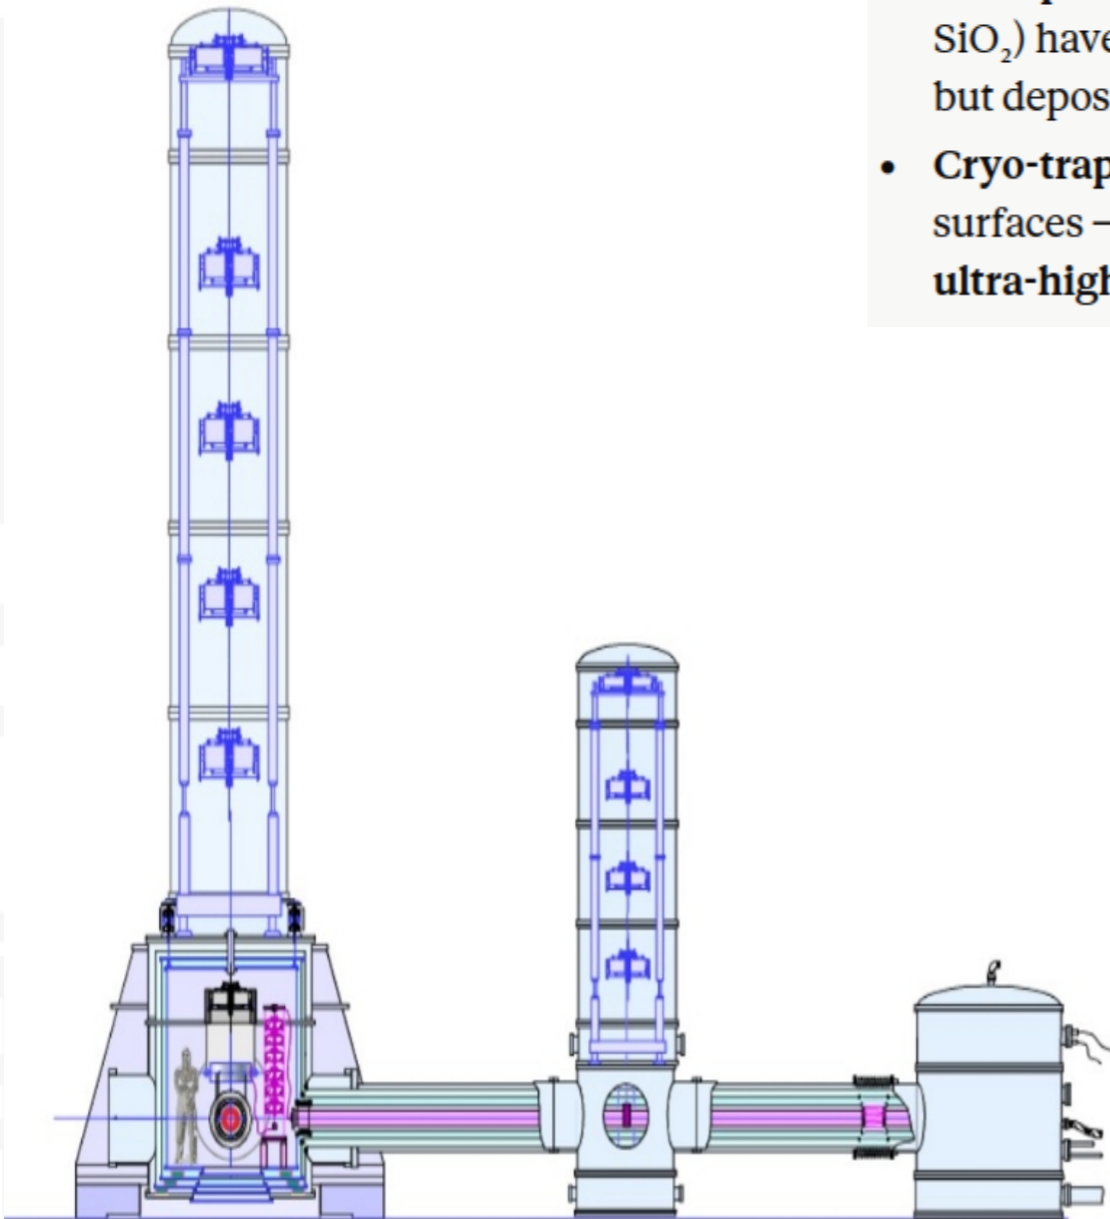 SiO₂) have
but depos
• Cryo-trap
surfaces –
ultra-high